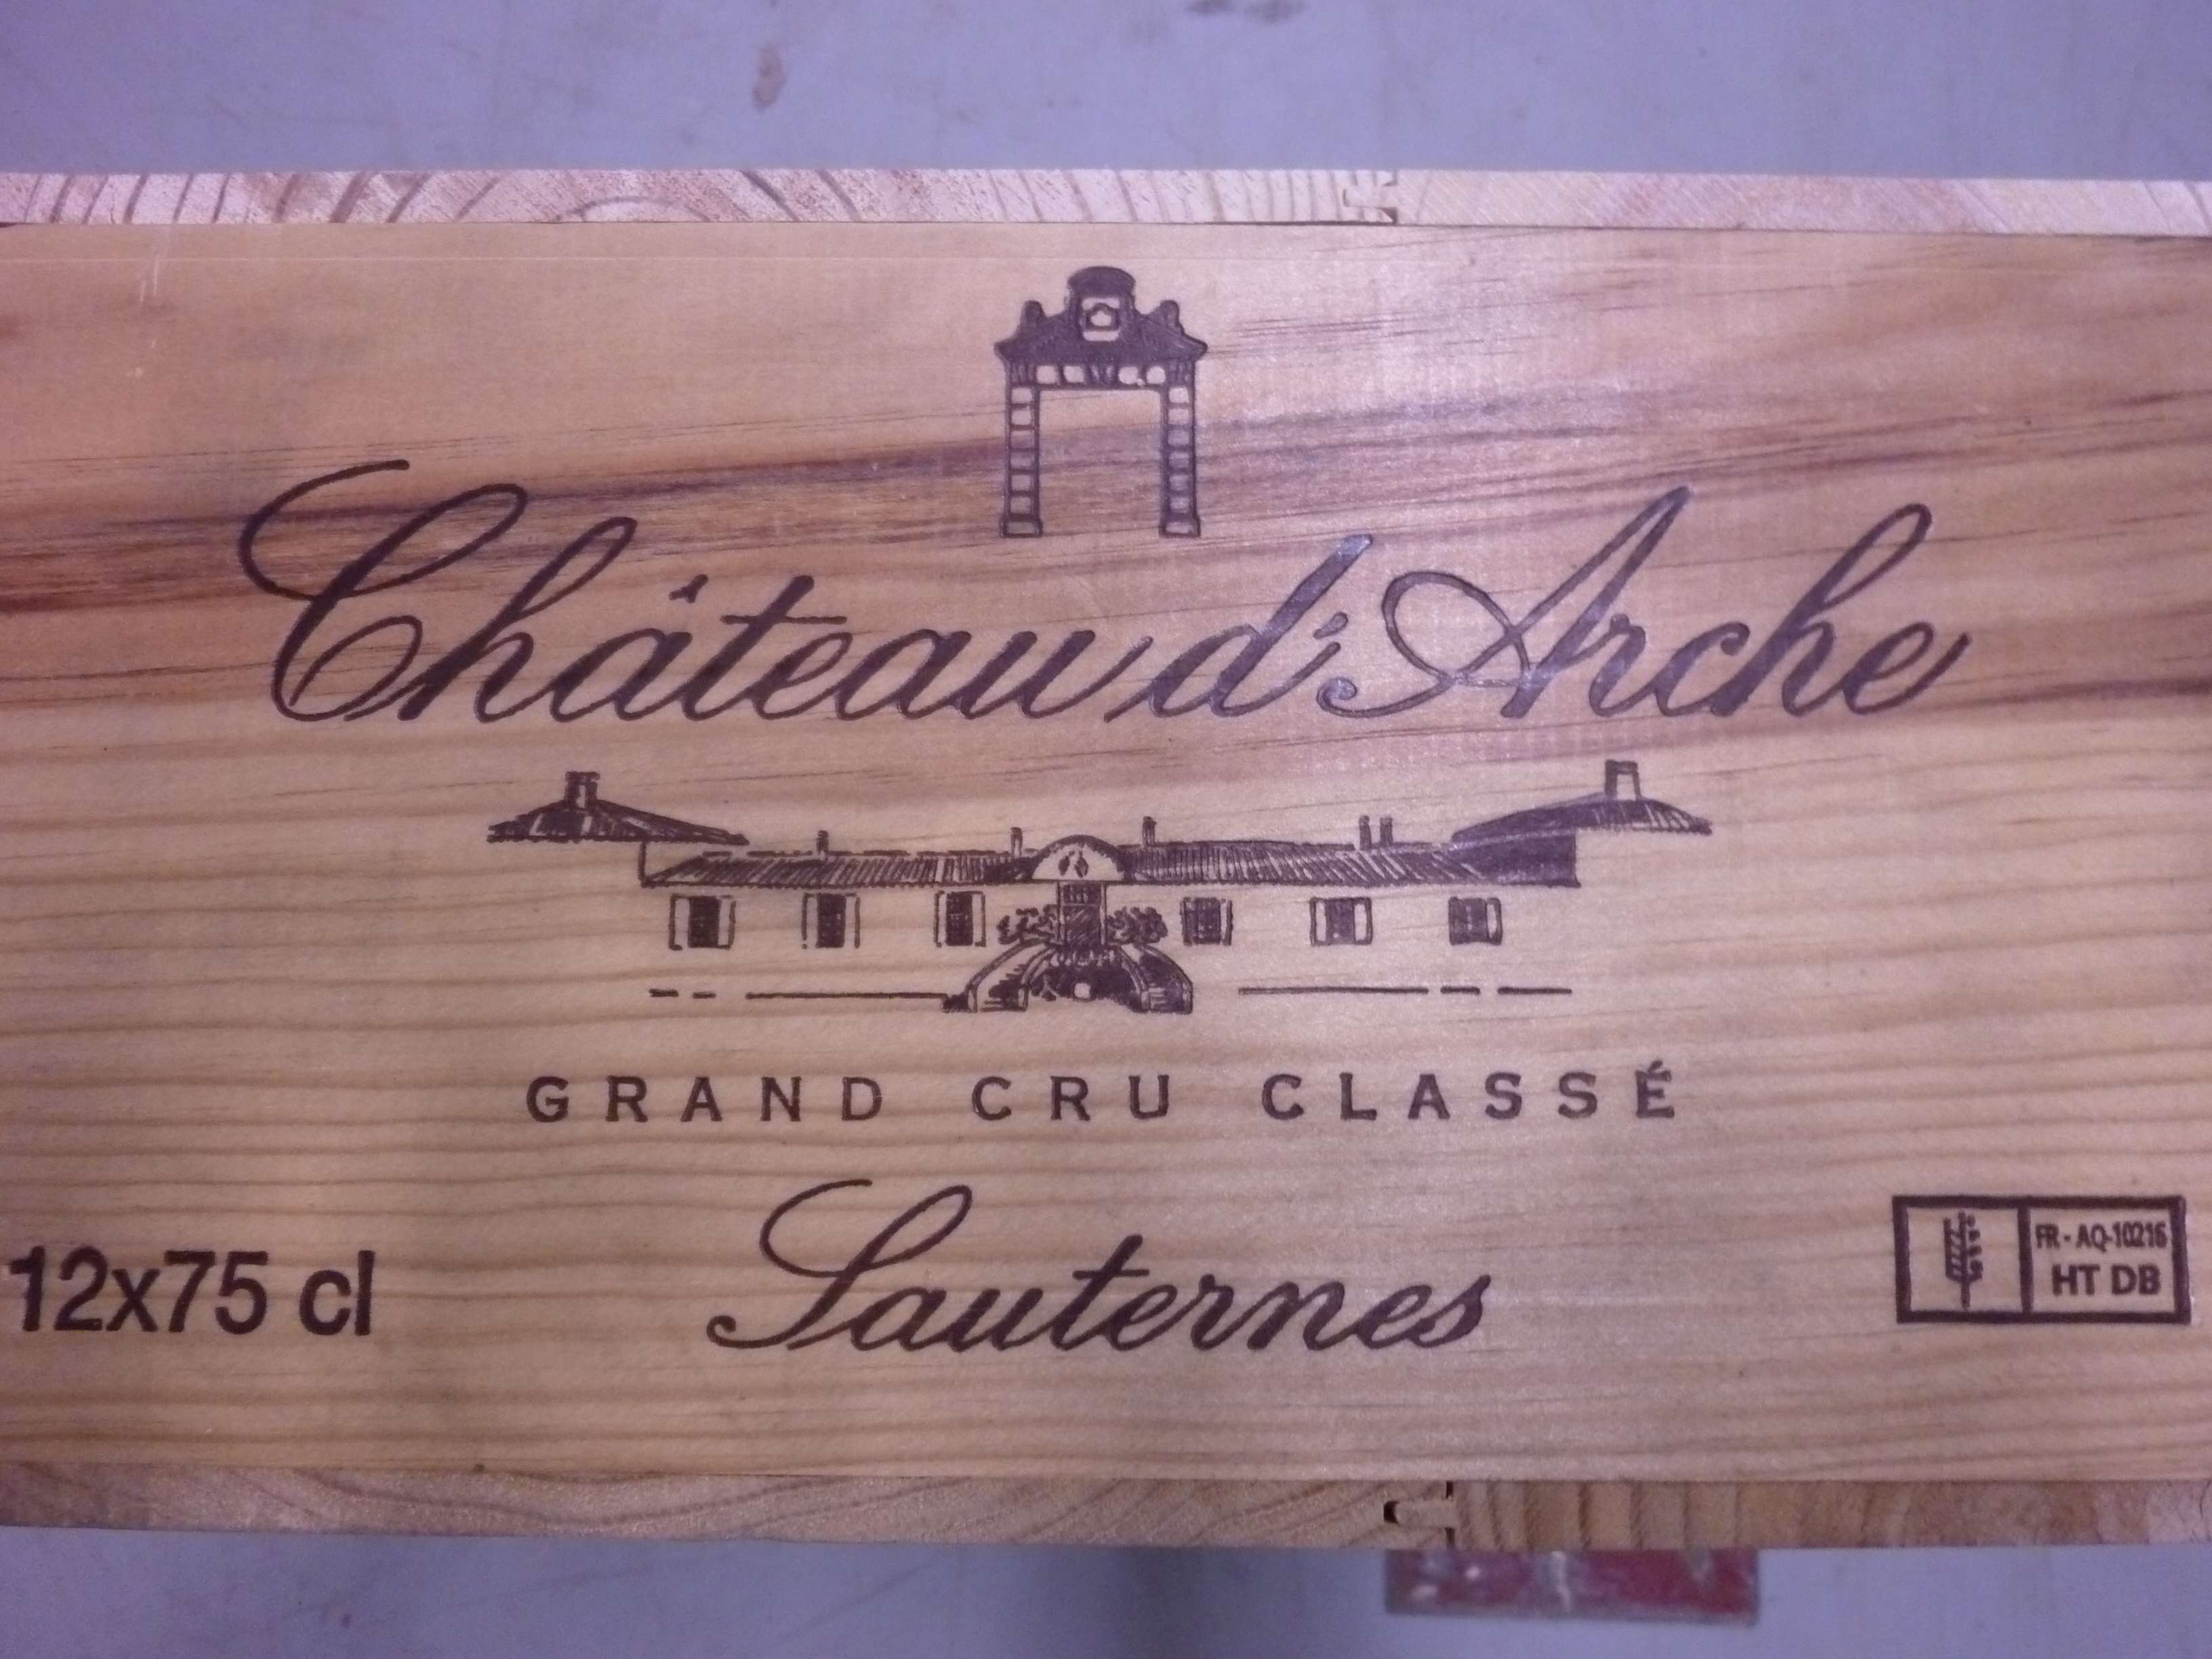 Château d'Arche
GRAND CRU CLASSÉ
Sauternes
12x75 cl
FR - AQ-10216
HT DB